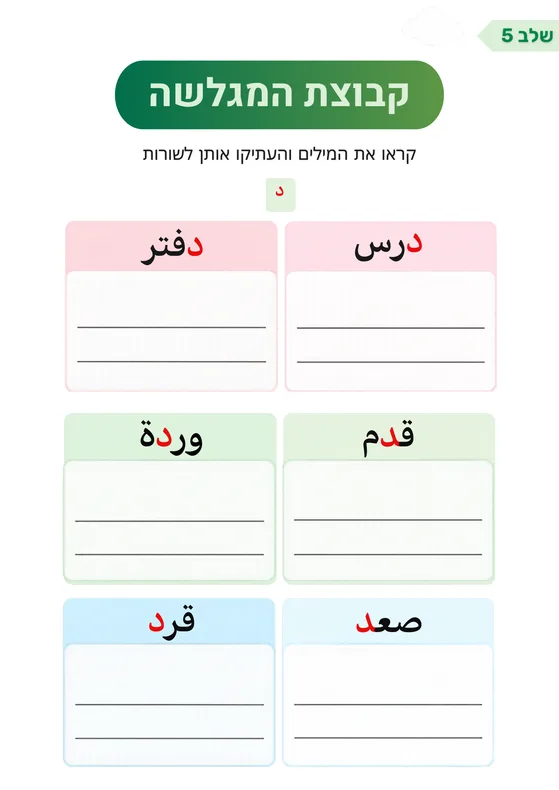 שלב 5
קבוצת המגלשה
קראו את המילים והעתיקו אותן לשורות
د
درس
دفتر
قدم
وردة
صعد
قرد